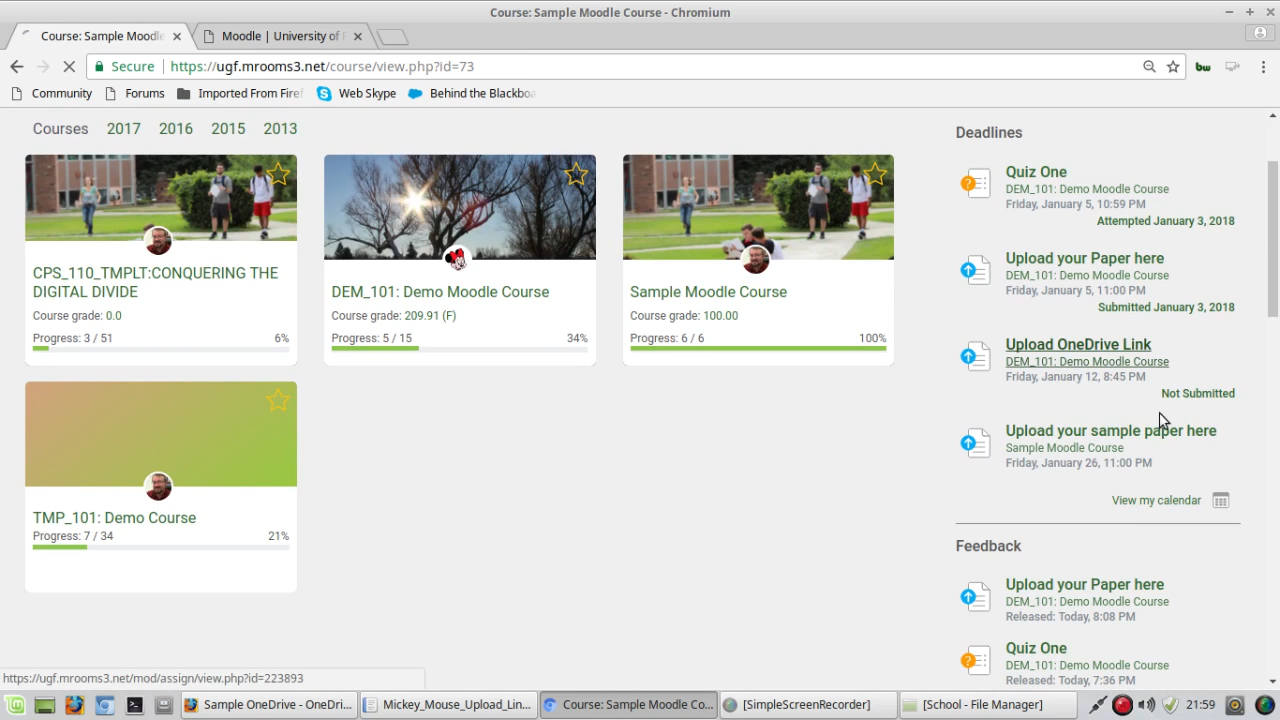 Course: Sample Moodle Course - Chromium
Course: Sample Moodle
Moodle | University of
Secure
https://ugf.mrooms3.net/course/view.php?id=73
bw
Community
Forums
Imported From Firef
Web Skype
Behind the Blackboa
Courses
2017
2016
2015
2013
CPS_110_TMPLT:CONQUERING THE
DIGITAL DIVIDE
Course grade: 0.0
Progress: 3 / 51
6%
DEM_101: Demo Moodle Course
Course grade: 209.91 (F)
Progress: 5 / 15
34%
Sample Moodle Course
Course grade: 100.00
Progress: 6 / 6
100%
TMP_101: Demo Course
Progress: 7 / 34
21%
Deadlines
Quiz One
DEM_101: Demo Moodle Course
Friday, January 5, 10:59 PM
Attempted January 3, 2018
Upload your Paper here
DEM_101: Demo Moodle Course
Friday, January 5, 11:00 PM
Submitted January 3, 2018
Upload OneDrive Link
DEM_101: Demo Moodle Course
Friday, January 12, 8:45 PM
Not Submitted
Upload your sample paper here
Sample Moodle Course
Friday, January 26, 11:00 PM
View my calendar
Feedback
Upload your Paper here
DEM_101: Demo Moodle Course
Released: Today, 8:08 PM
Quiz One
DEM_101: Demo Moodle Course
Released: Today, 7:36 PM
https://ugf.mrooms3.net/mod/assign/view.php?id=223893
Sample OneDrive - OneDri...
Mickey_Mouse_Upload_Lin...
Course: Sample Moodle Co...
[SimpleScreenRecorder]
[School - File Manager]
21:59